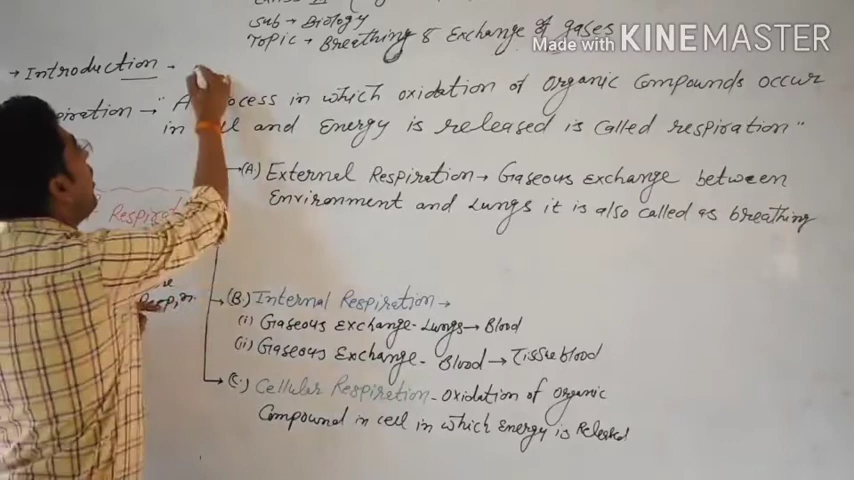 Sub → Biology
Topic → Breathing & Exchange of gases
Made with KINEMASTER
→ Introduction -
"A Process in which oxidation of organic compounds occur
in and Energy is released is called respiration"
(A) External Respiration → Gaseous exchange between
Environment and Lungs it is also called as breathing
(B.) Internal Respiration →
(i) Gaseous exchange - Lungs → Blood
(ii) Gaseous Exchange - Blood → Tissue blood
(C.) Cellular Respiration - oxidation of organic
Compound in cell in which energy is Released